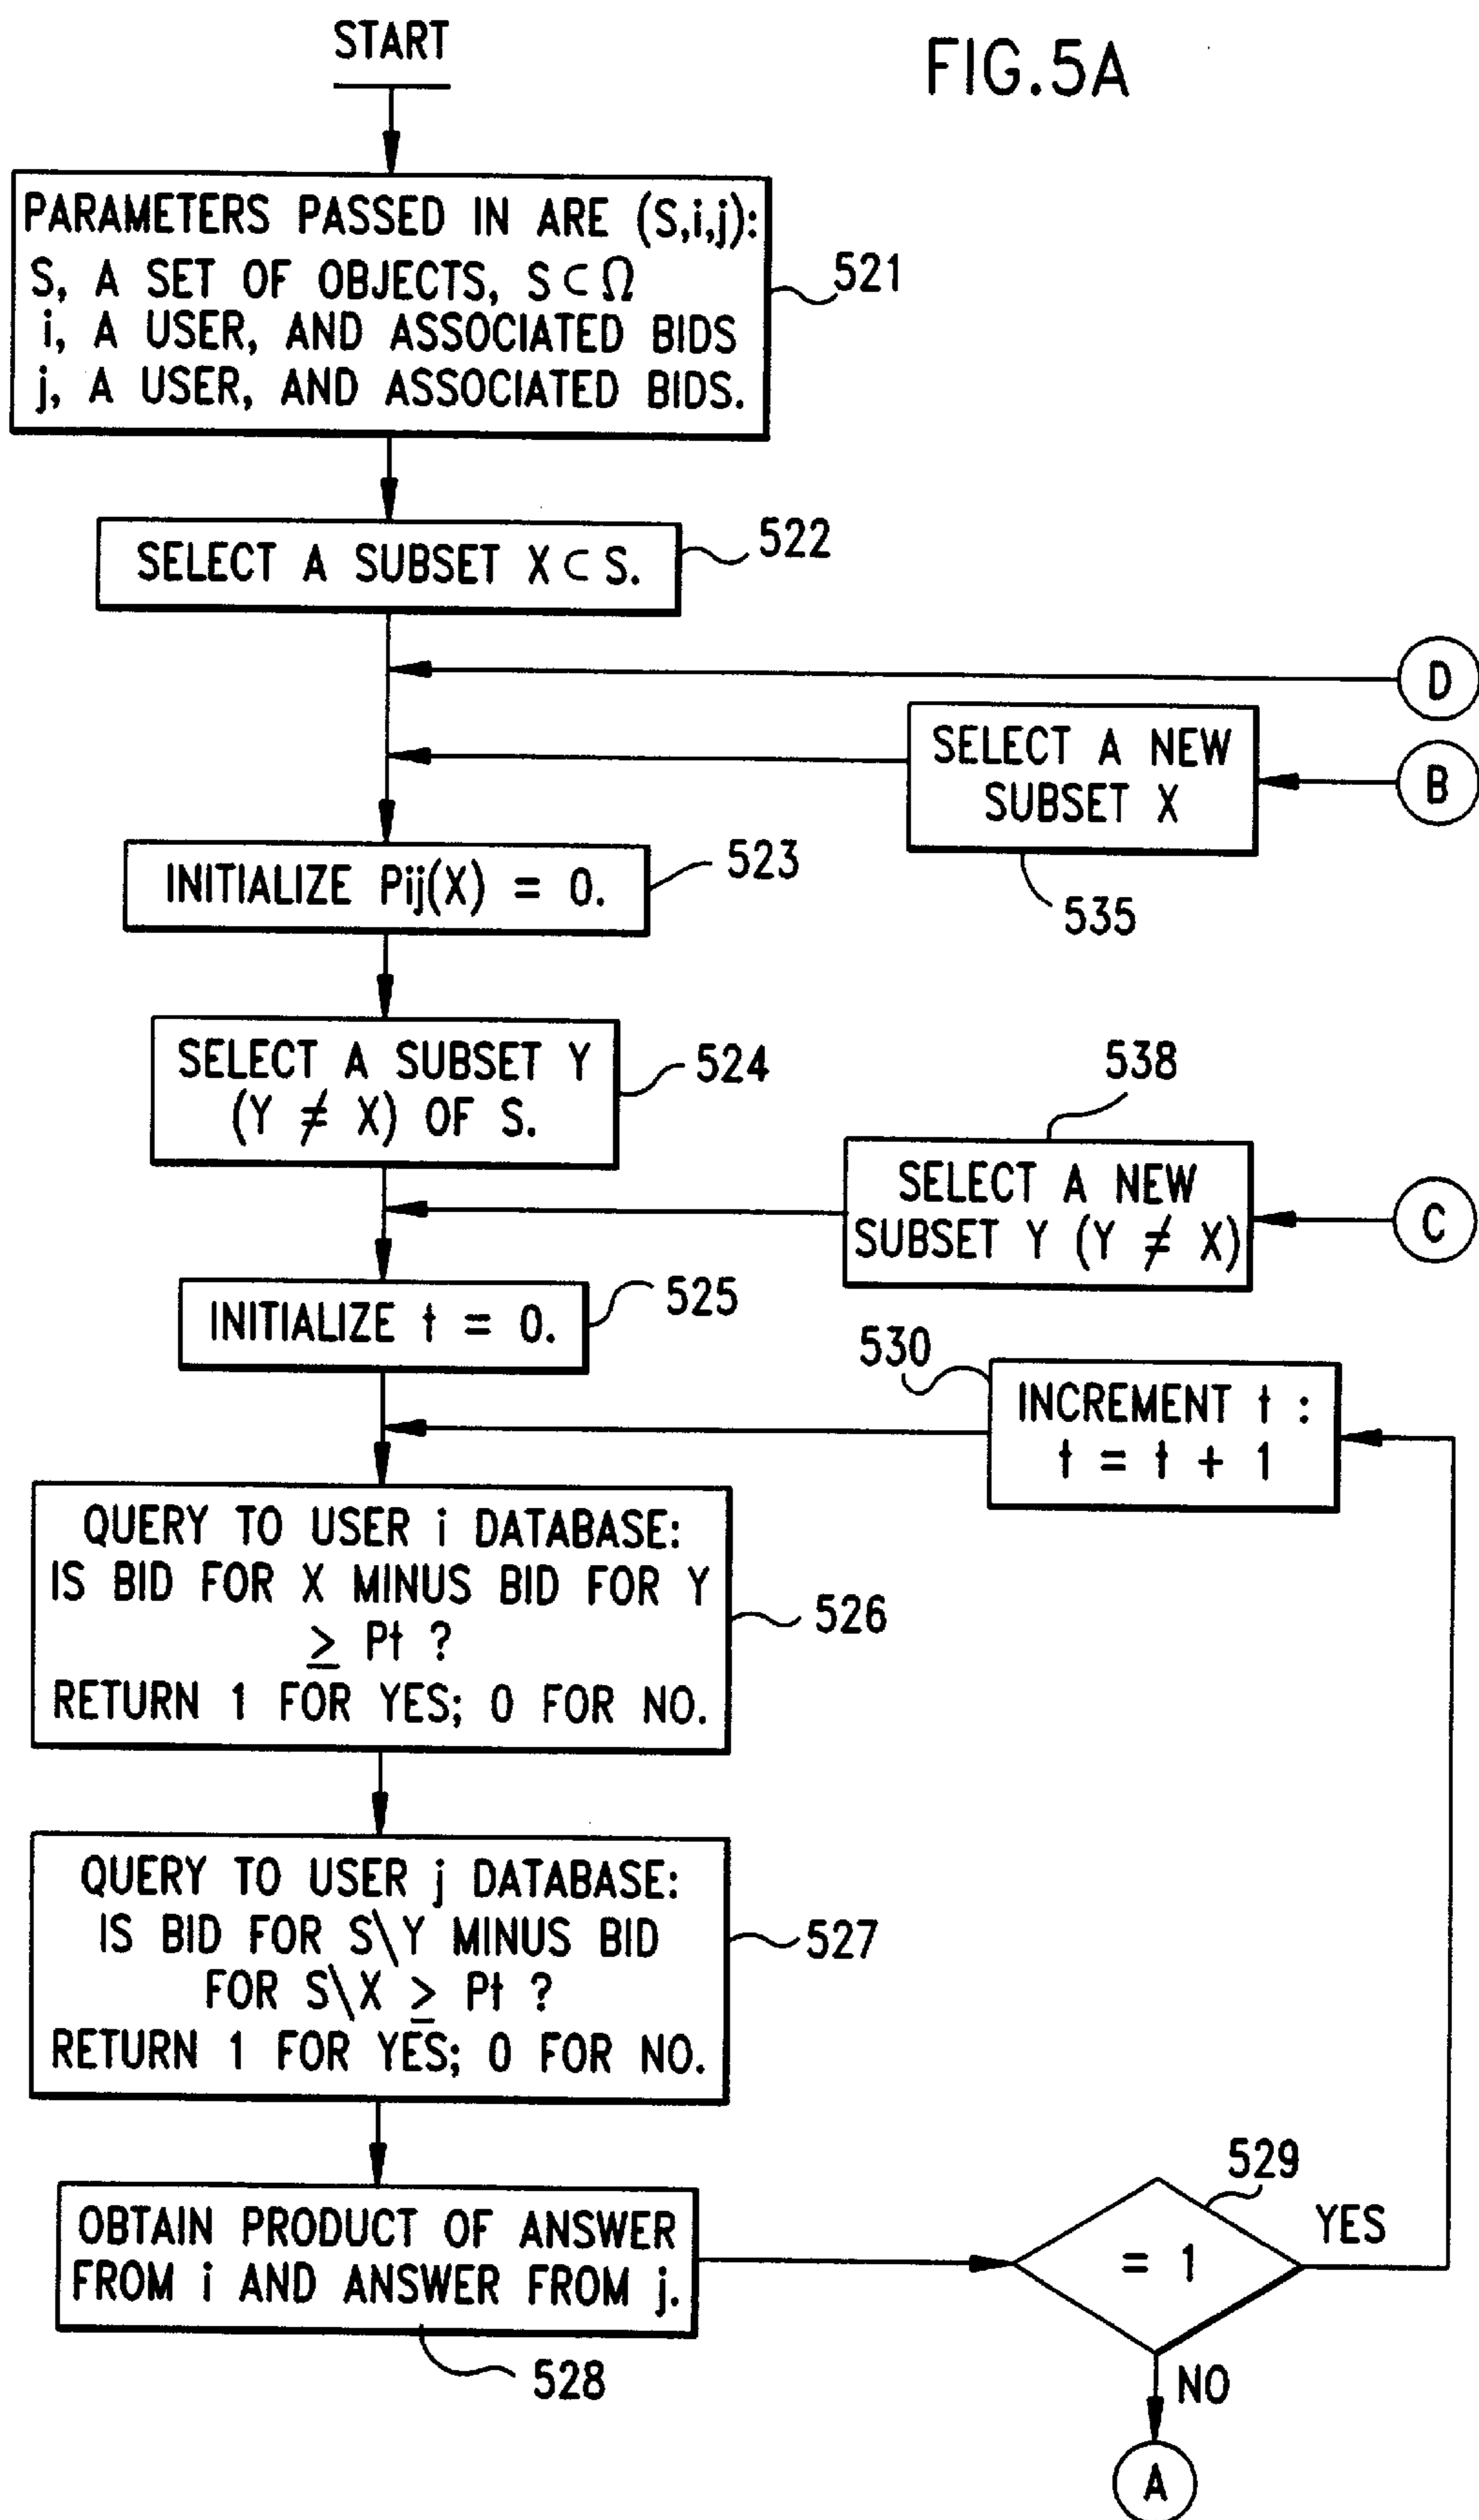 START
FIG.5A
PARAMETERS PASSED IN ARE (S,i,j):
S, A SET OF OBJECTS, S ⊂ Ω
i, A USER, AND ASSOCIATED BIDS
j, A USER, AND ASSOCIATED BIDS.
521
SELECT A SUBSET X ⊂ S.
522
D
SELECT A NEW
SUBSET X
B
535
INITIALIZE Pij(X) = 0.
523
SELECT A SUBSET Y
(Y ≠ X) OF S.
524
538
SELECT A NEW
SUBSET Y (Y ≠ X)
C
INITIALIZE t = 0.
525
530
INCREMENT t :
t = t + 1
QUERY TO USER i DATABASE:
IS BID FOR X MINUS BID FOR Y
≥ Pt ?
RETURN 1 FOR YES; 0 FOR NO.
526
QUERY TO USER j DATABASE:
IS BID FOR S\Y MINUS BID
FOR S\X ≥ Pt ?
RETURN 1 FOR YES; 0 FOR NO.
527
OBTAIN PRODUCT OF ANSWER
FROM i AND ANSWER FROM j.
528
529
= 1
YES
NO
A